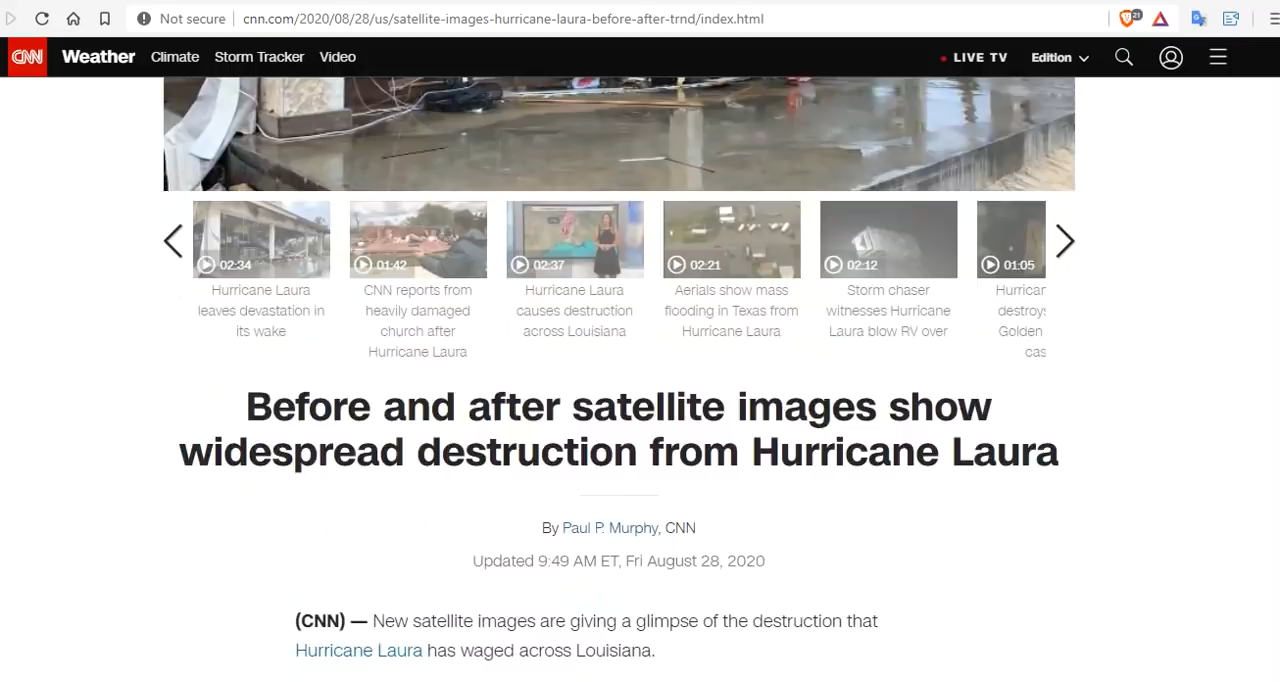 Not secure cnn.com/2020/08/28/us/satellite-images-hurricane-laura-before-after-trnd/index.html 21
CNN Weather Climate Storm Tracker Video LIVE TV Edition
02:34 01:42 02:37 02:21 02:12 01:05
Hurricane Laura
leaves devastation in
its wake
CNN reports from
heavily damaged
church after
Hurricane Laura
Hurricane Laura
causes destruction
across Louisiana
Aerials show mass
flooding in Texas from
Hurricane Laura
Storm chaser
witnesses Hurricane
Laura blow RV over
Hurricar
destroys
Golden
cas
Before and after satellite images show
widespread destruction from Hurricane Laura
By Paul P. Murphy, CNN
Updated 9:49 AM ET, Fri August 28, 2020
(CNN) — New satellite images are giving a glimpse of the destruction that
Hurricane Laura has waged across Louisiana.